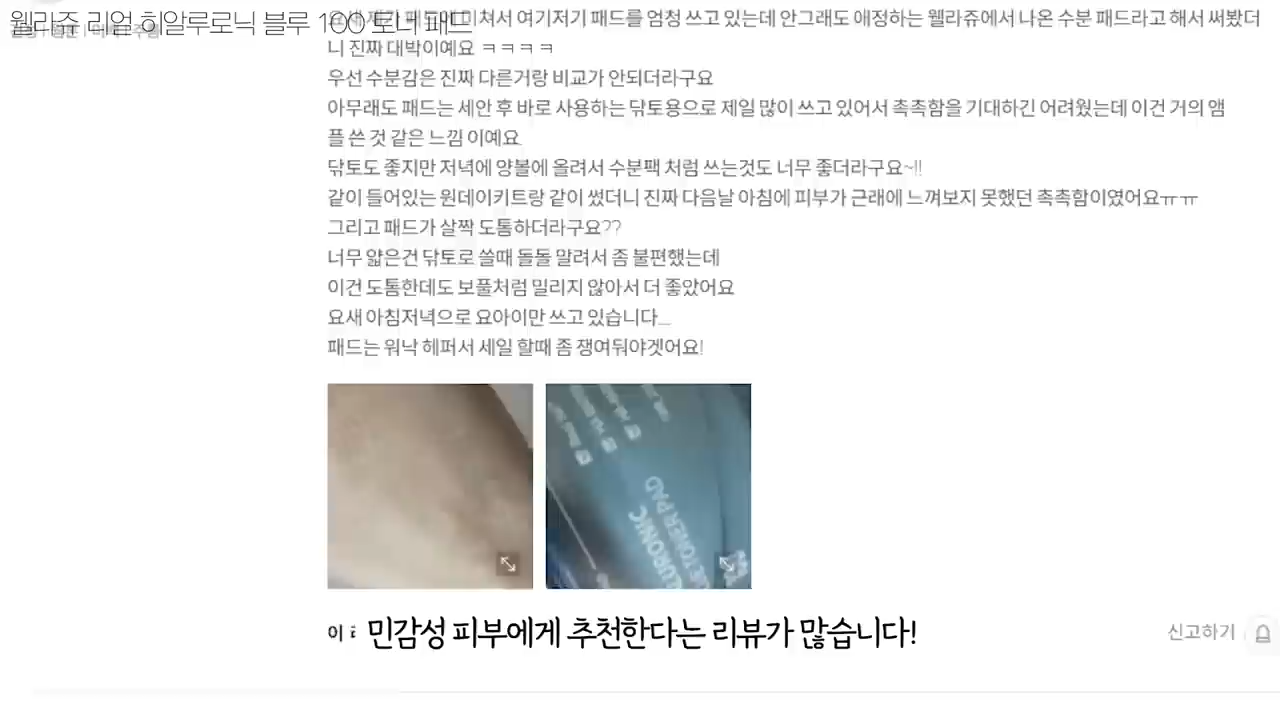 웰라쥬 리얼 히알루로닉 블루 100 토너 패드
미쳐서 여기저기 패드를 엄청 쓰고 있는데 안그래도 애정하는 웰라쥬에서 나온 수분 패드라고 해서 써봤더
니 진짜 대박이예요 ㅋㅋㅋㅋ
우선 수분감은 진짜 다른거랑 비교가 안되더라구요
아무래도 패드는 세안 후 바로 사용하는 닦토용으로 제일 많이 쓰고 있어서 촉촉함을 기대하긴 어려웠는데 이건 거의 앰
플 쓴 것 같은 느낌 이예요.
닦토도 좋지만 저녁에 양볼에 올려서 수분팩 처럼 쓰는것도 너무 좋더라구요~!!
같이 들어있는 원데이키트랑 같이 썼더니 진짜 다음날 아침에 피부가 근래에 느껴보지 못했던 촉촉함이였어요ㅠㅠ
그리고 패드가 살짝 도톰하더라구요??
너무 얇은건 닦토로 쓸때 돌돌 말려서 좀 불편했는데
이건 도톰한데도 보풀처럼 밀리지 않아서 더 좋았어요
요새 아침저녁으로 요아이만 쓰고 있습니다_
패드는 워낙 헤퍼서 세일 할때 좀 쟁여둬야겟어요!
TONER PAD
이
민감성 피부에게 추천한다는 리뷰가 많습니다!
신고하기